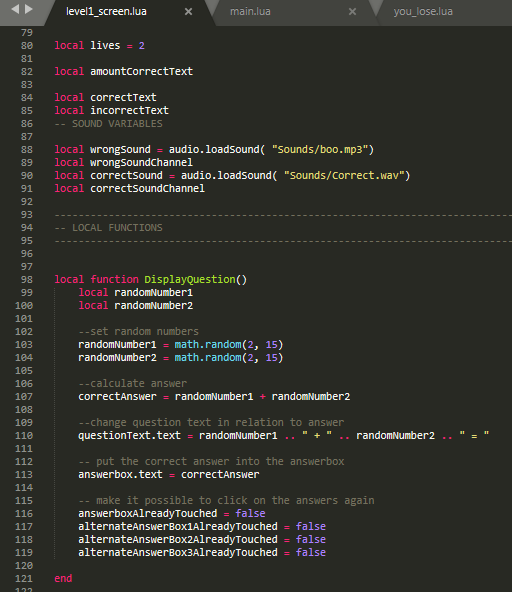 level1_screen.lua × main.lua × you_lose.lua
79
80 local lives = 2
81
82 local amountCorrectText
83
84 local correctText
85 local incorrectText
86 -- SOUND VARIABLES
87
88 local wrongSound = audio.loadSound( "Sounds/boo.mp3")
89 local wrongSoundChannel
90 local correctSound = audio.loadSound( "Sounds/Correct.wav")
91 local correctSoundChannel
92
93 -----------------------------------------------------------------------------
94 -- LOCAL FUNCTIONS
95 -----------------------------------------------------------------------------
96
97
98 local function DisplayQuestion()
99 local randomNumber1
100 local randomNumber2
101
102 --set random numbers
103 randomNumber1 = math.random(2, 15)
104 randomNumber2 = math.random(2, 15)
105
106 --calculate answer
107 correctAnswer = randomNumber1 + randomNumber2
108
109 --change question text in relation to answer
110 questionText.text = randomNumber1 .. " + " .. randomNumber2 .. " = "
111
112 -- put the correct answer into the answerbox
113 answerbox.text = correctAnswer
114
115 -- make it possible to click on the answers again
116 answerboxAlreadyTouched = false
117 alternateAnswerBox1AlreadyTouched = false
118 alternateAnswerBox2AlreadyTouched = false
119 alternateAnswerBox3AlreadyTouched = false
120
121 end
122